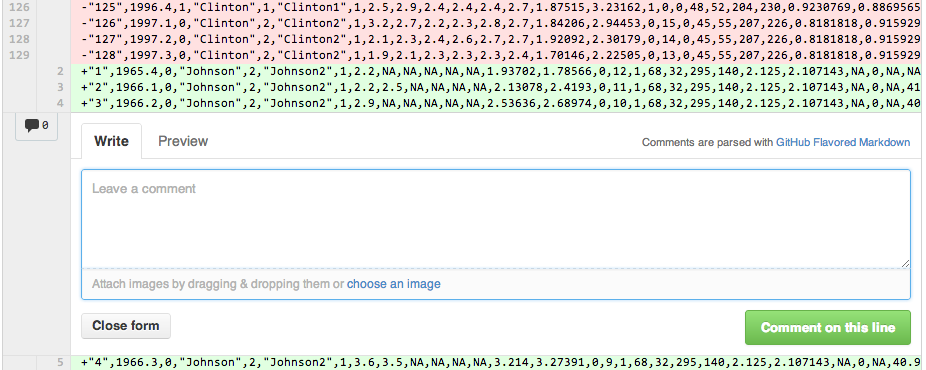 126 -"125",1996.4,1,"Clinton",1,"Clinton1",1,2.5,2.9,2.4,2.4,2.4,2.7,1.87515,3.23162,1,0,0,48,52,204,230,0.9230769,0.8869565
127 -"126",1997.1,0,"Clinton",2,"Clinton2",1,3.2,2.7,2.2,2.3,2.8,2.7,1.84206,2.94453,0,15,0,45,55,207,226,0.8181818,0.915929
128 -"127",1997.2,0,"Clinton",2,"Clinton2",1,2.1,2.3,2.4,2.6,2.7,2.7,1.92092,2.30179,0,14,0,45,55,207,226,0.8181818,0.915929
129 -"128",1997.3,0,"Clinton",2,"Clinton2",1,1.9,2.1,2.3,2.3,2.3,2.4,1.70146,2.22505,0,13,0,45,55,207,226,0.8181818,0.915929
2 +"1",1965.4,0,"Johnson",2,"Johnson2",1,2.2,NA,NA,NA,NA,NA,1.93702,1.78566,0,12,1,68,32,295,140,2.125,2.107143,NA,0,NA,NA
3 +"2",1966.1,0,"Johnson",2,"Johnson2",1,2.2,2.5,NA,NA,NA,NA,2.13078,2.4193,0,11,1,68,32,295,140,2.125,2.107143,NA,0,NA,41
4 +"3",1966.2,0,"Johnson",2,"Johnson2",1,2.9,NA,NA,NA,NA,NA,2.53636,2.68974,0,10,1,68,32,295,140,2.125,2.107143,NA,0,NA,40
0
Write Preview Comments are parsed with GitHub Flavored Markdown
Leave a comment
Attach images by dragging & dropping them or choose an image
Close form Comment on this line
5 +"4",1966.3,0,"Johnson",2,"Johnson2",1,3.6,3.5,NA,NA,NA,NA,3.214,3.27391,0,9,1,68,32,295,140,2.125,2.107143,NA,0,NA,40.9